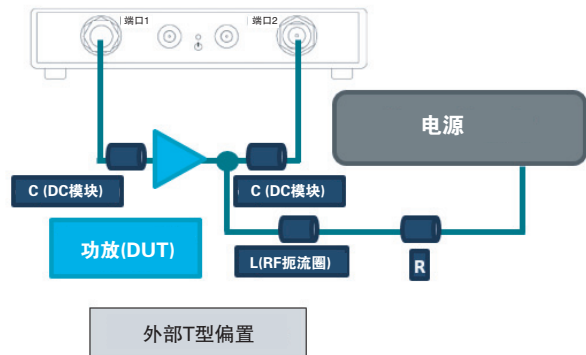 端口1
端口2
电源
C (DC模块)
C (DC模块)
功放(DUT)
L(RF扼流圈)
R
外部T型偏置